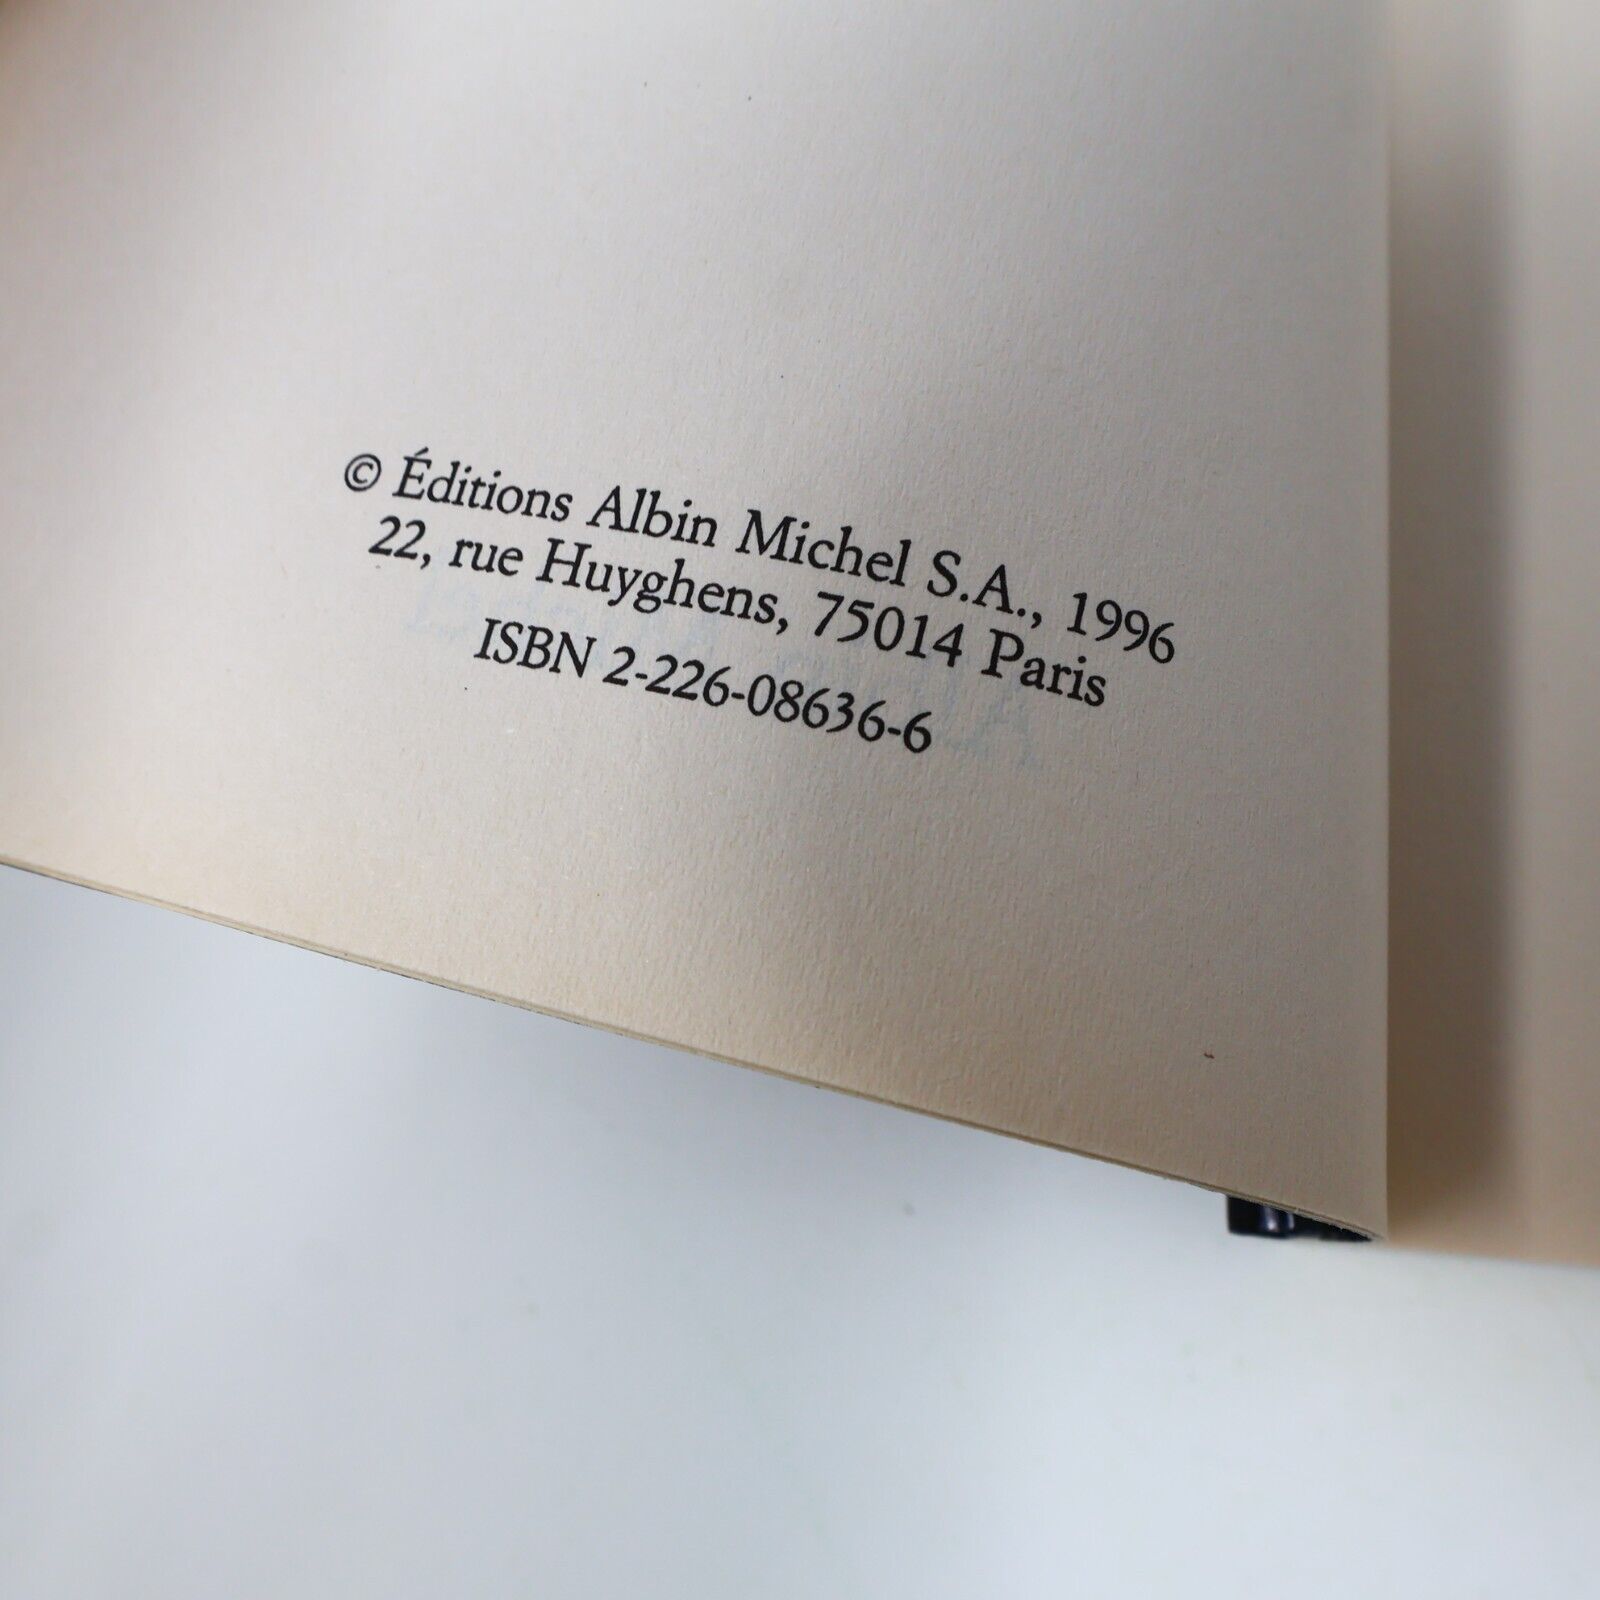 © Éditions Albin Michel S.A., 1996
22, rue Huyghens, 75014 Paris
ISBN 2-226-08636-6